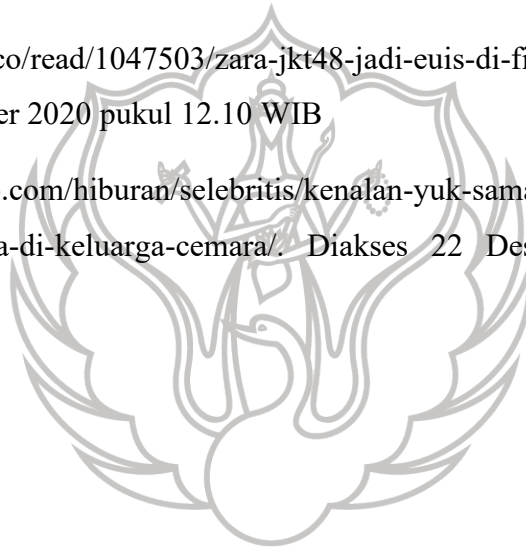 co/read/1047503/zara-jkt48-jadi-euis-di-fi
er 2020 pukul 12.10 WIB
.com/hiburan/selebritis/kenalan-yuk-sama
a-di-keluarga-cemara/. Diakses 22 Des